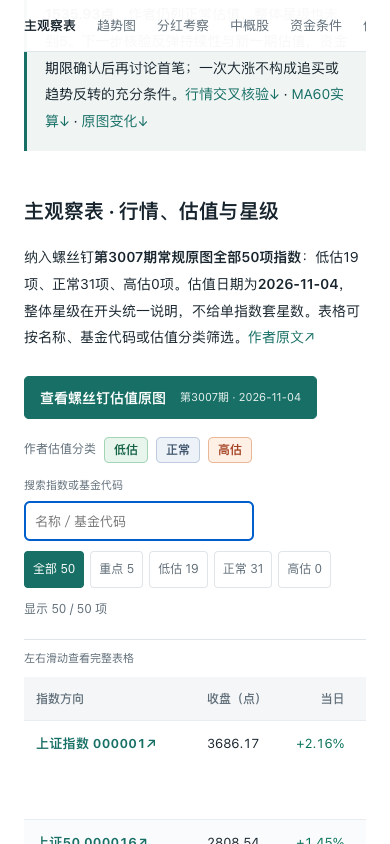 主观察表 趋势图 分红考察 中概股 资金条件
期限确认后再讨论首笔；一次大涨不构成追买或
趋势反转的充分条件。行情交叉核验↓ · MA60实
算↓ · 原图变化↓
主观察表 · 行情、估值与星级
纳入螺丝钉第3007期常规原图全部50项指数：低估19
项、正常31项、高估0项。估值日期为2026-11-04，
整体星级在开头统一说明，不给单指数套星数。表格可
按名称、基金代码或估值分类筛选。作者原文↗
查看螺丝钉估值原图 第3007期 · 2026-11-04
作者估值分类 低估 正常 高估
搜索指数或基金代码
名称 / 基金代码
全部 50 重点 5 低估 19 正常 31 高估 0
显示 50 / 50 项
左右滑动查看完整表格
指数方向 收盘（点） 当日
上证指数 000001↗ 3686.17 +2.16%
上证50 000016↗ 2808.54 +1.45%